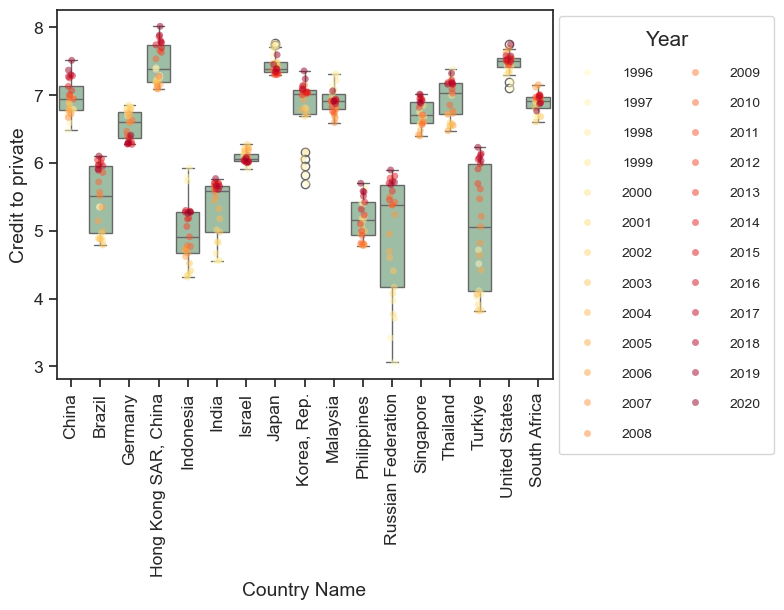 Credit to private
8
7
6
5
4
3
China
Brazil
Germany
Hong Kong SAR, China
Indonesia
India
Israel
Japan
Korea, Rep.
Malaysia
Philippines
Russian Federation
Singapore
Thailand
Turkiye
United States
South Africa
Country Name
Year
1996
1997
1998
1999
2000
2001
2002
2003
2004
2005
2006
2007
2008
2009
2010
2011
2012
2013
2014
2015
2016
2017
2018
2019
2020